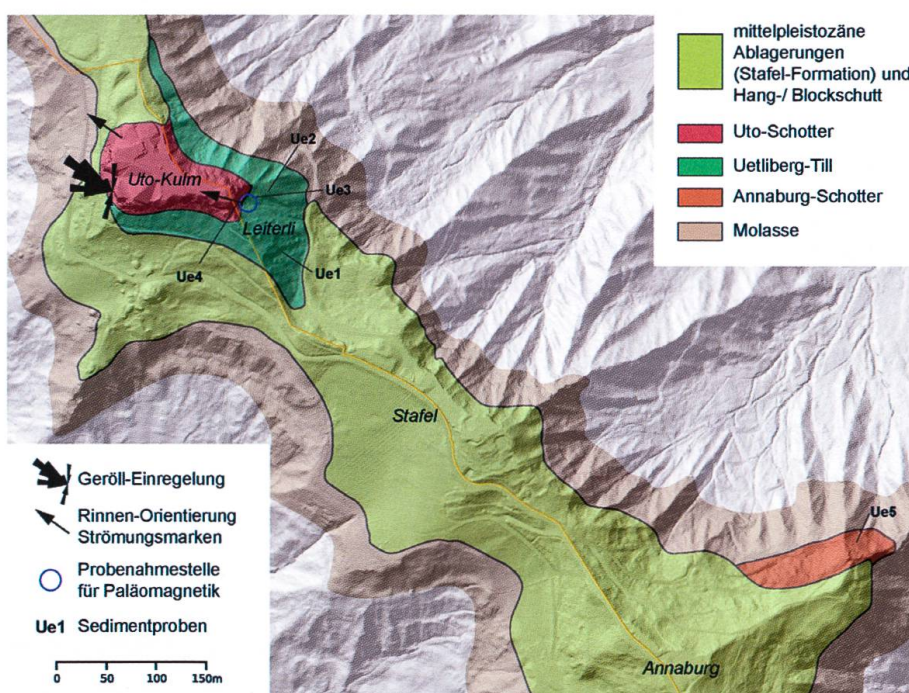 mittelpleistozäne
Ablagerungen
(Stafel-Formation) und
Hang-/ Blockschutt
Uto-Schotter
Uetliberg-Till
Annaburg-Schotter
Molasse
Ue2
Uto-Kulm
Ue3
Leiterli
Ue4
Ue1
Stafel
Ue5
Annaburg
Geröll-Einregelung
Rinnen-Orientierung
Strömungsmarken
Probenahmestelle
für Paläomagnetik
Ue1 Sedimentproben
0 50 100 150m